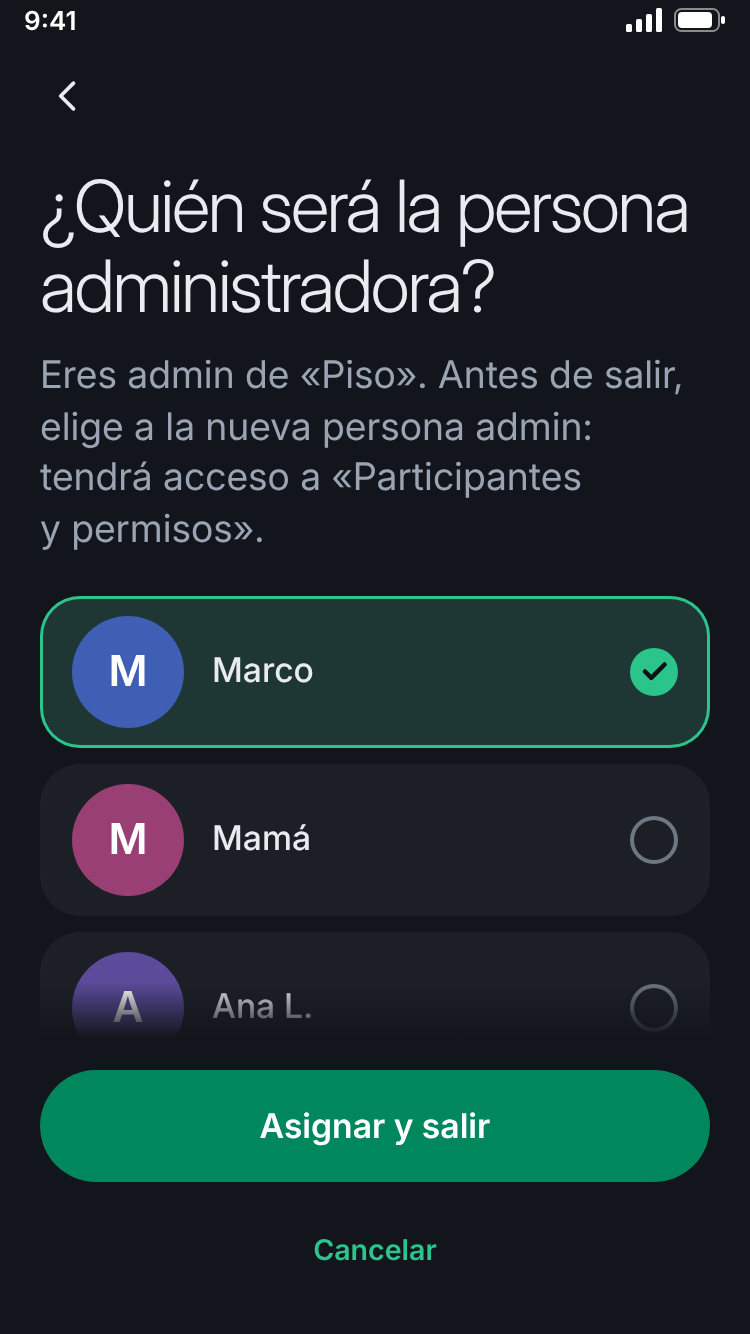 9:41
¿Quién será la persona
administradora?
Eres admin de «Piso». Antes de salir,
elige a la nueva persona admin:
tendrá acceso a «Participantes
y permisos».
M Marco
M Mamá
A Ana L.
Asignar y salir
Cancelar